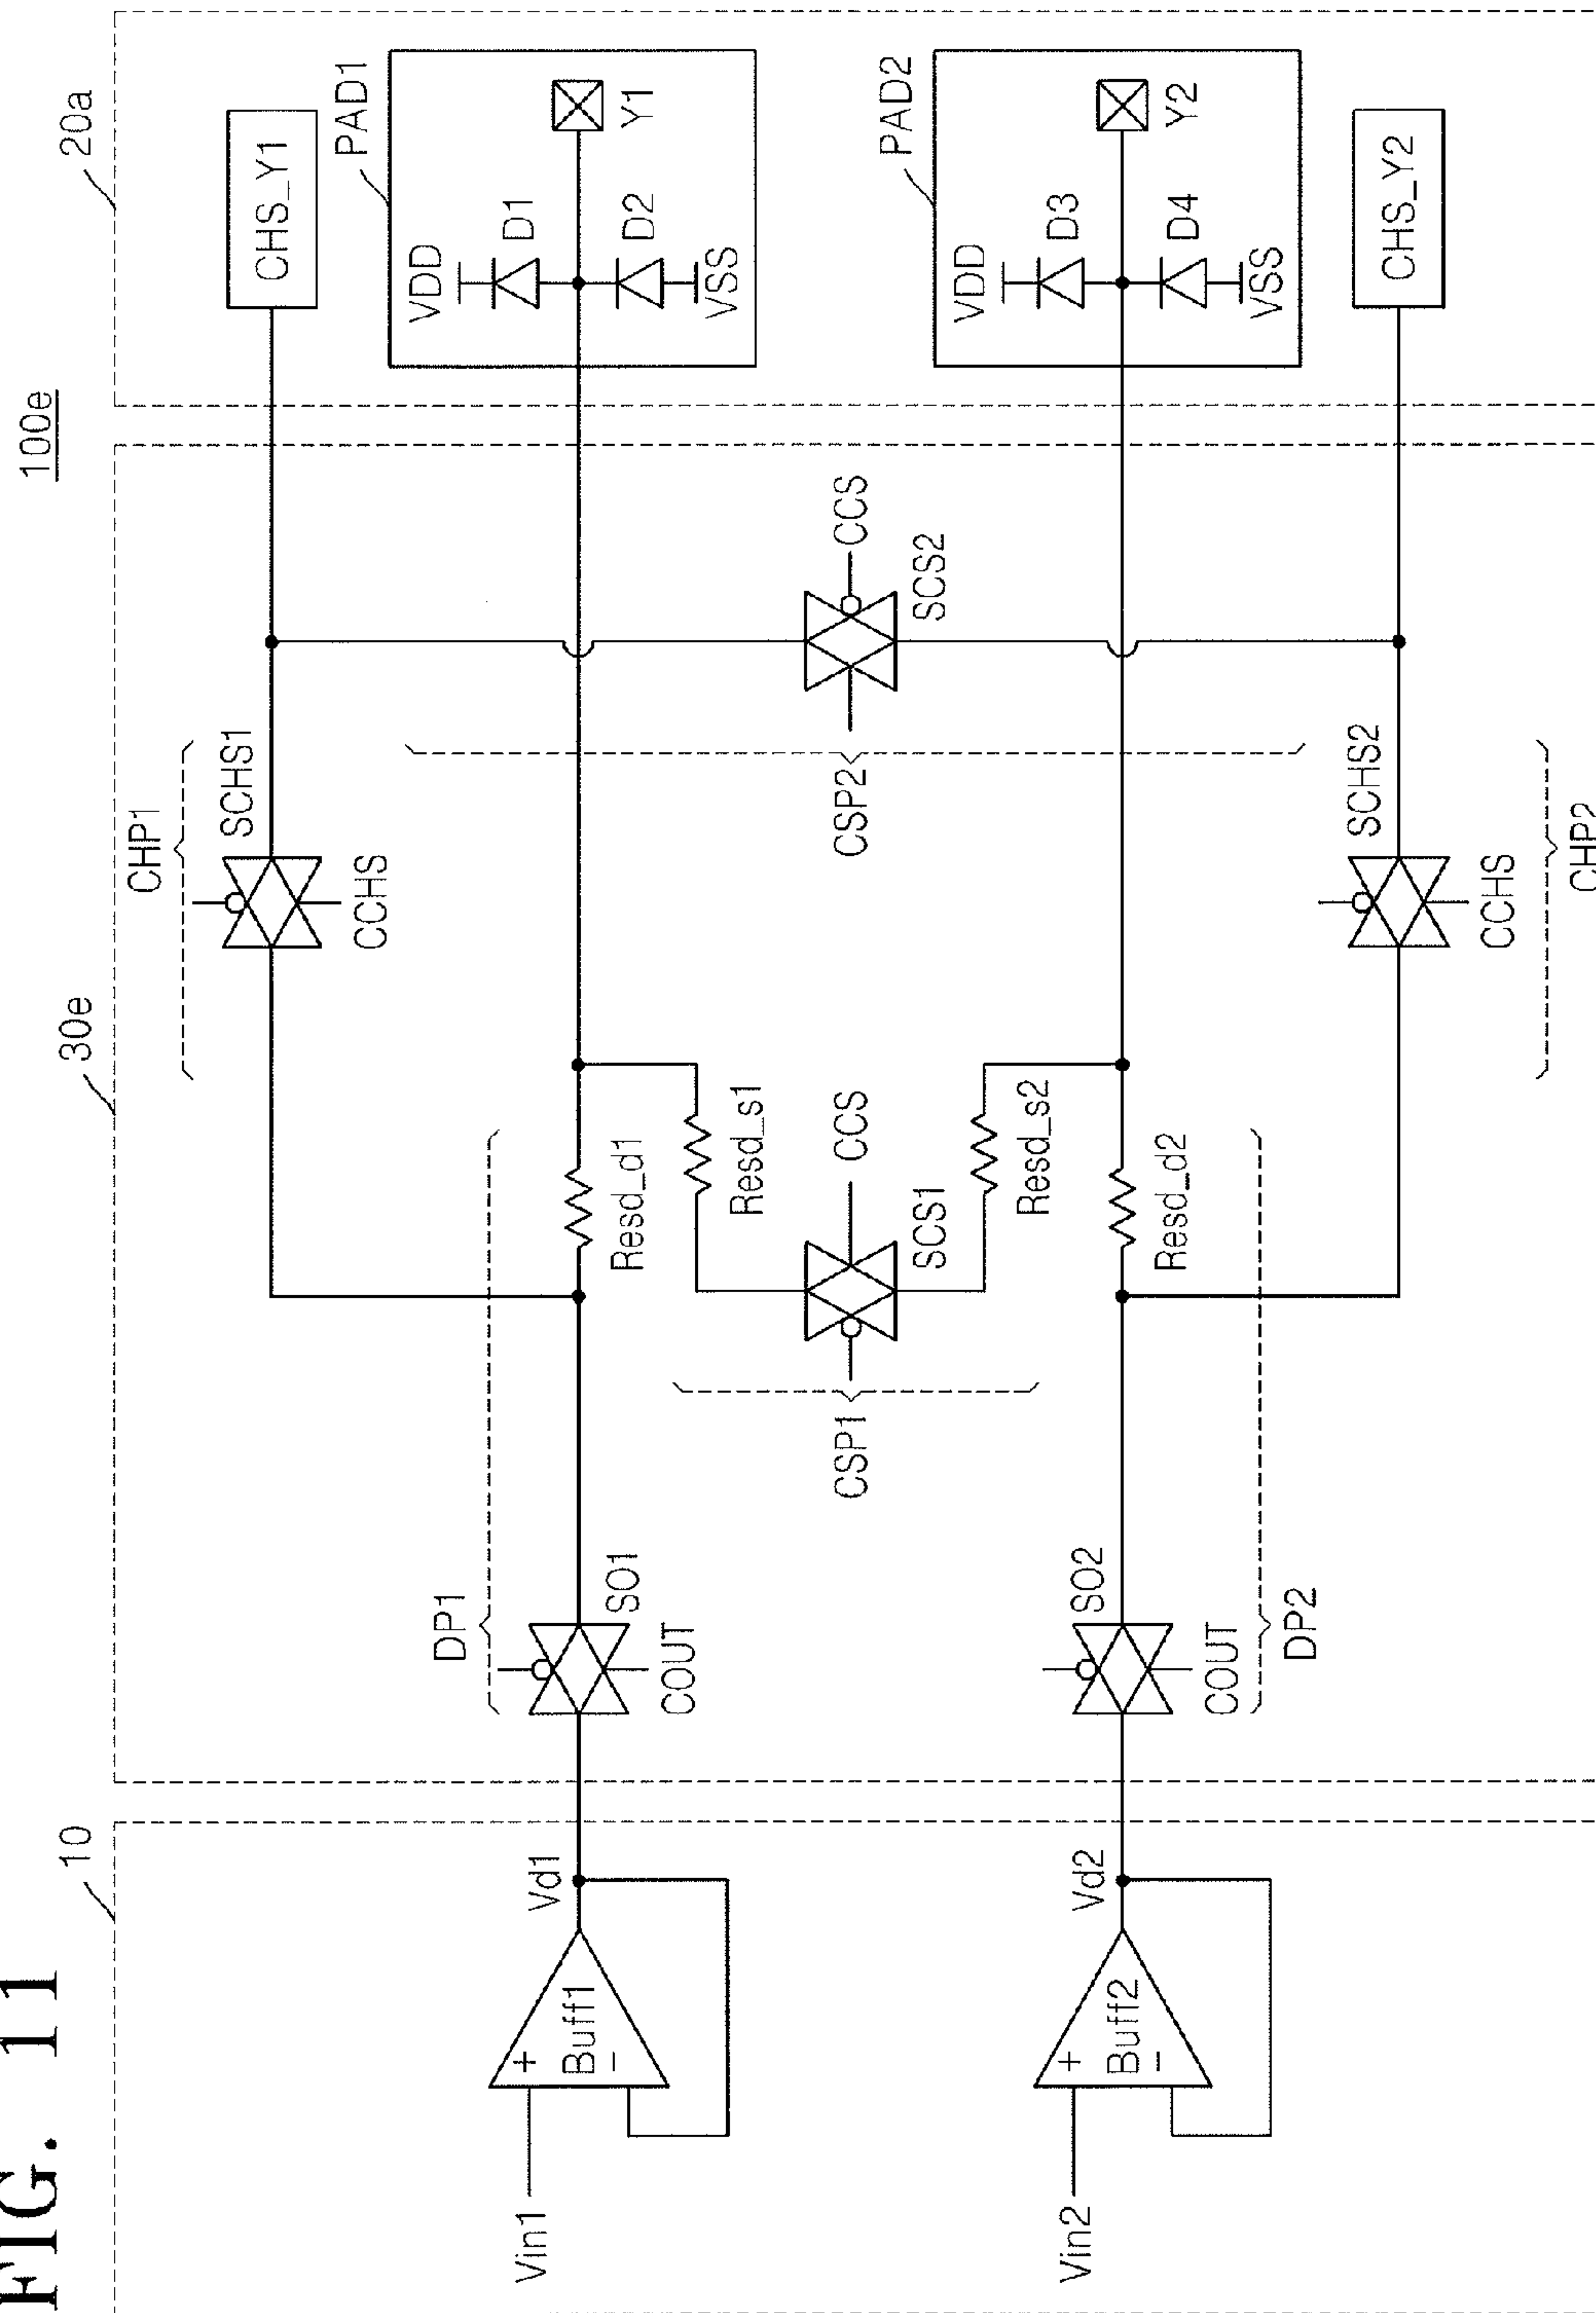 FIG. 11
100e
10
30e
20a
CHP1
SCHS1
CCHS
CHS_Y1
PAD1
VDD
D1
D2
VSS
Y1
DP1
SO1
COUT
Vin1
+
Buff1
-
Vd1
Resd_d1
Resd_s1
CSP1
SCS1
CCS
CSP2
SCS2
CCS
Resd_s2
PAD2
VDD
D3
D4
VSS
Y2
Vin2
+
Buff2
-
Vd2
SO2
COUT
DP2
Resd_d2
SCHS2
CCHS
CHP2
CHS_Y2